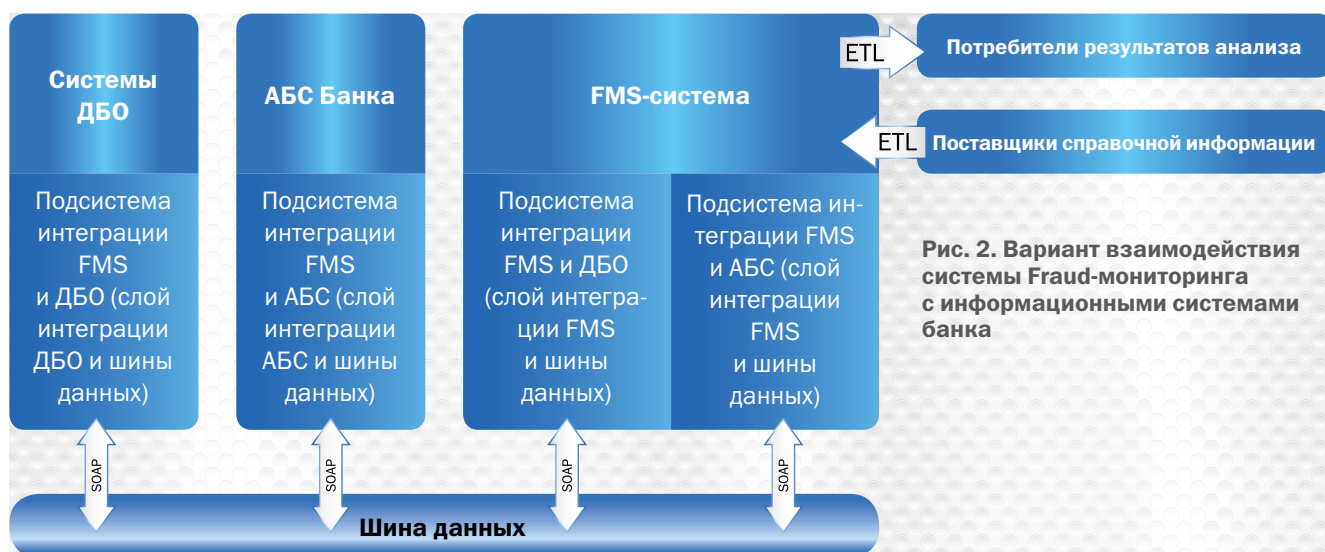 Системы
ДБО
Подсистема
интеграции
FMS
и ДБО (слой
интеграции
ДБО и шины
данных)
АБС Банка
Подсистема
интеграции
FMS
и АБС (слой
интеграции
АБС и шины
данных)
FMS-система
Подсистема
интеграции
FMS и ДБО
(слой интегра-
ции FMS
и шины
данных)
Подсистема ин-
теграции FMS
и АБС (слой
интеграции
FMS
и шины
данных)
ETL
Потребители результатов анализа
ETL
Поставщики справочной информации
Рис. 2. Вариант взаимодействия
системы Fraud-мониторинга
с информационными системами
банка
SOAP
SOAP
SOAP
SOAP
Шина данных